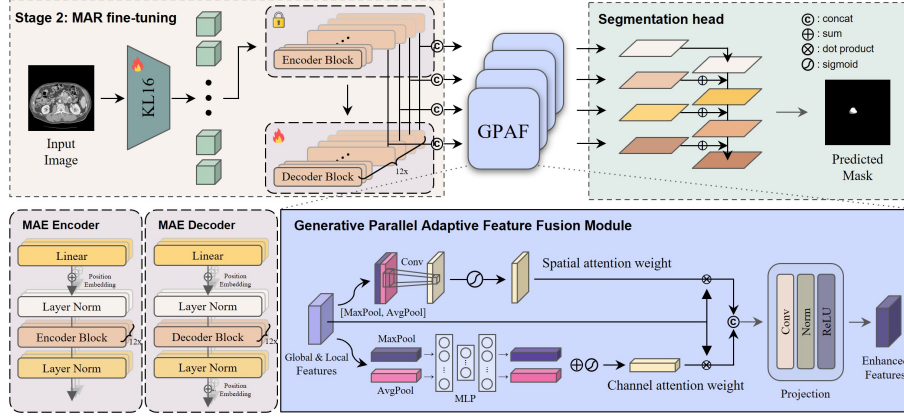 Stage 2: MAR fine-tuning
Input
Image
KL16
Encoder Block
Decoder Block
12x
C
C
C
C
GPAF
Segmentation head
C : concat
: sum
: dot product
: sigmoid
Predicted
Mask
MAE Encoder
Linear
Position
Embedding
Layer Norm
Encoder Block
12x
Layer Norm
MAE Decoder
Linear
Position
Embedding
Layer Norm
Decoder Block
12x
Layer Norm
Position
Embedding
Generative Parallel Adaptive Feature Fusion Module
Global & Local
Features
Conv
[MaxPool, AvgPool]
Spatial attention weight
MaxPool
AvgPool
MLP
Channel attention weight
C
Conv
Norm
ReLU
Projection
Enhanced
Features